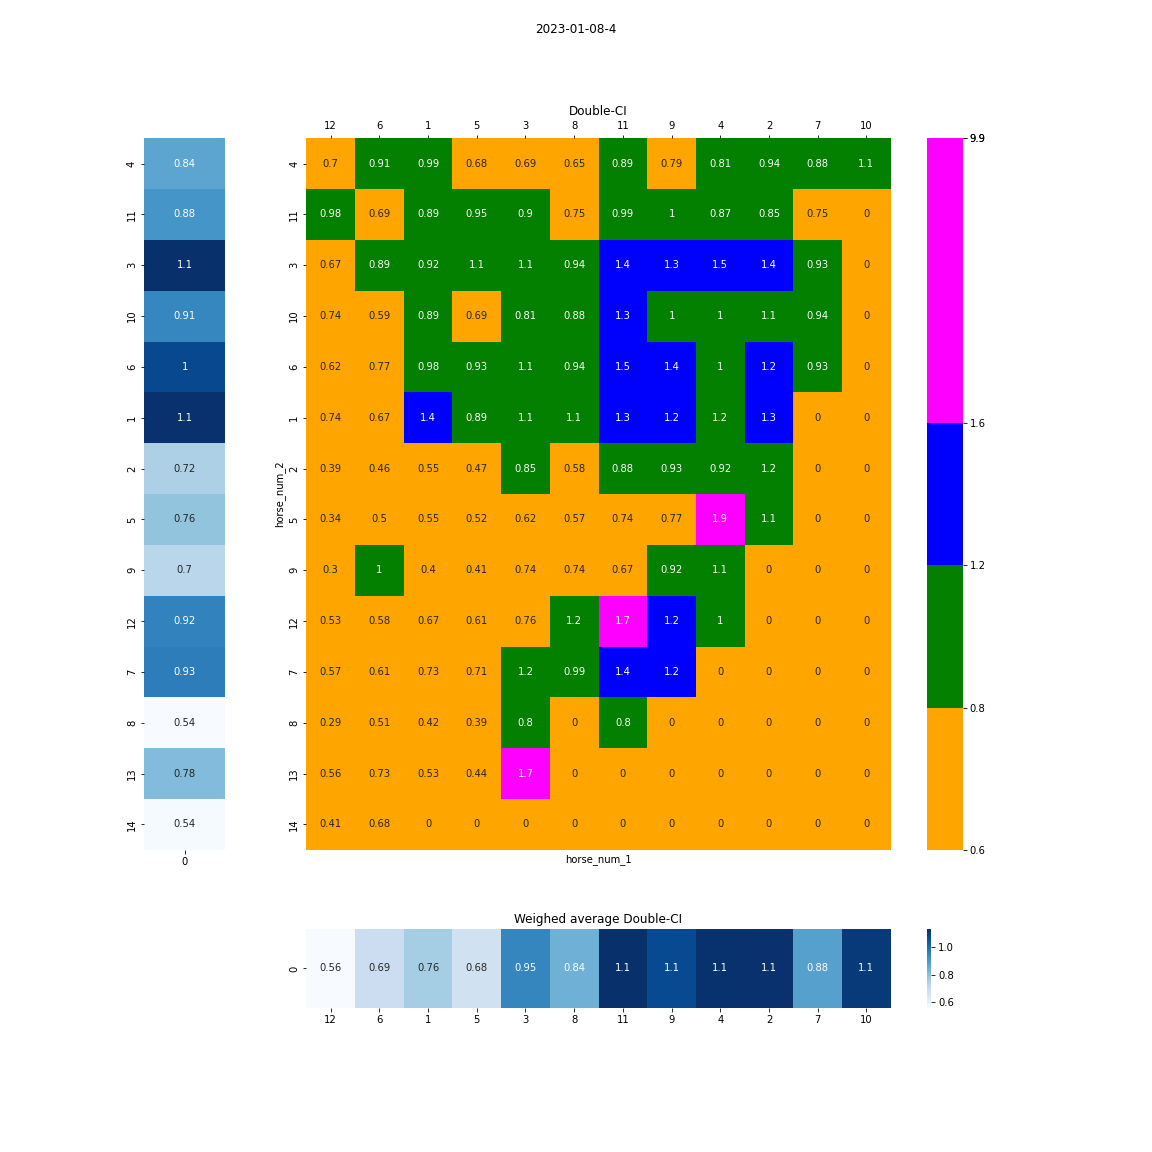 2023-01-08-4
Double-CI
12 6 1 5 3 8 11 9 4 2 7 10
4 0.84 4 0.7 0.91 0.99 0.68 0.69 0.65 0.89 0.79 0.81 0.94 0.88 1.1 9.9
11 0.88 11 0.98 0.69 0.89 0.95 0.9 0.75 0.99 1 0.87 0.85 0.75 0
3 1.1 3 0.67 0.89 0.92 1.1 1.1 0.94 1.4 1.3 1.5 1.4 0.93 0
10 0.91 10 0.74 0.59 0.89 0.69 0.81 0.88 1.3 1 1 1.1 0.94 0
6 1 6 0.62 0.77 0.98 0.93 1.1 0.94 1.5 1.4 1 1.2 0.93 0
1 1.1 1 0.74 0.67 1.4 0.89 1.1 1.1 1.3 1.2 1.2 1.3 0 0 1.6
2 0.72 2 0.39 0.46 0.55 0.47 0.85 0.58 0.88 0.93 0.92 1.2 0 0
horse_num_2
5 0.76 5 0.34 0.5 0.55 0.52 0.62 0.57 0.74 0.77 1.9 1.1 0 0
9 0.7 9 0.3 1 0.4 0.41 0.74 0.74 0.67 0.92 1.1 0 0 0 1.2
12 0.92 12 0.53 0.58 0.67 0.61 0.76 1.2 1.7 1.2 1 0 0 0
7 0.93 7 0.57 0.61 0.73 0.71 1.2 0.99 1.4 1.2 0 0 0 0
8 0.54 8 0.29 0.51 0.42 0.39 0.8 0 0.8 0 0 0 0 0 0.8
13 0.78 13 0.56 0.73 0.53 0.44 1.7 0 0 0 0 0 0 0
14 0.54 14 0.41 0.68 0 0 0 0 0 0 0 0 0 0 0.6
0 horse_num_1
Weighed average Double-CI
0 0.56 0.69 0.76 0.68 0.95 0.84 1.1 1.1 1.1 1.1 0.88 1.1
12 6 1 5 3 8 11 9 4 2 7 10
1.0
0.8
0.6